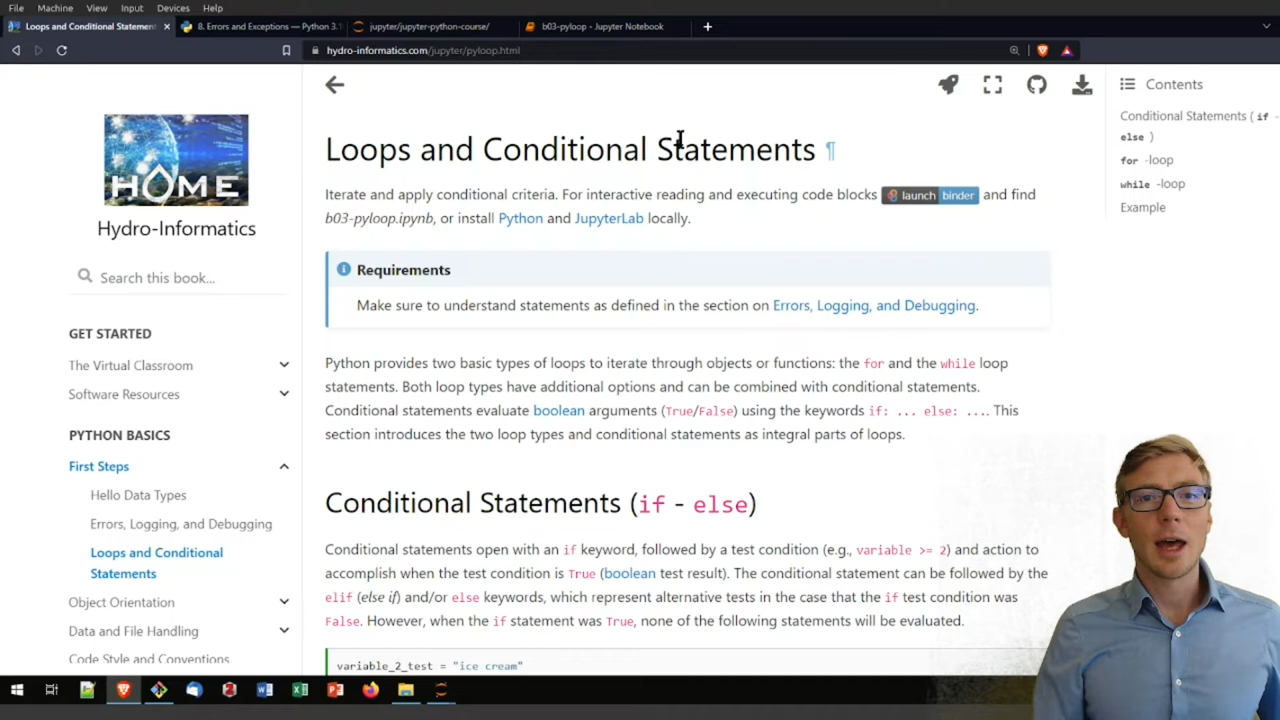 File Machine View Input Devices Help
Loops and Conditional Statemen
8. Errors and Exceptions — Python 3.1
jupyter/jupyter-python-course/
b03-pyloop - Jupyter Notebook
hydro-informatics.com/jupyter/pyloop.html
HOME
Hydro-Informatics
Search this book...
GET STARTED
The Virtual Classroom
Software Resources
PYTHON BASICS
First Steps
Hello Data Types
Errors, Logging, and Debugging
Loops and Conditional
Statements
Object Orientation
Data and File Handling
Code Style and Conventions
Loops and Conditional Statements ¶
Iterate and apply conditional criteria. For interactive reading and executing code blocks launch binder and find
b03-pyloop.ipynb, or install Python and JupyterLab locally.
Requirements
Make sure to understand statements as defined in the section on Errors, Logging, and Debugging.
Python provides two basic types of loops to iterate through objects or functions: the for and the while loop
statements. Both loop types have additional options and can be combined with conditional statements.
Conditional statements evaluate boolean arguments (True/False) using the keywords if: ... else: .... This
section introduces the two loop types and conditional statements as integral parts of loops.
Conditional Statements (if - else)
Conditional statements open with an if keyword, followed by a test condition (e.g., variable >= 2) and action to
accomplish when the test condition is True (boolean test result). The conditional statement can be followed by the
elif (else if) and/or else keywords, which represent alternative tests in the case that the if test condition was
False. However, when the if statement was True, none of the following statements will be evaluated.
variable_2_test = "ice cream"
Contents
Conditional Statements ( if -
else )
for -loop
while -loop
Example